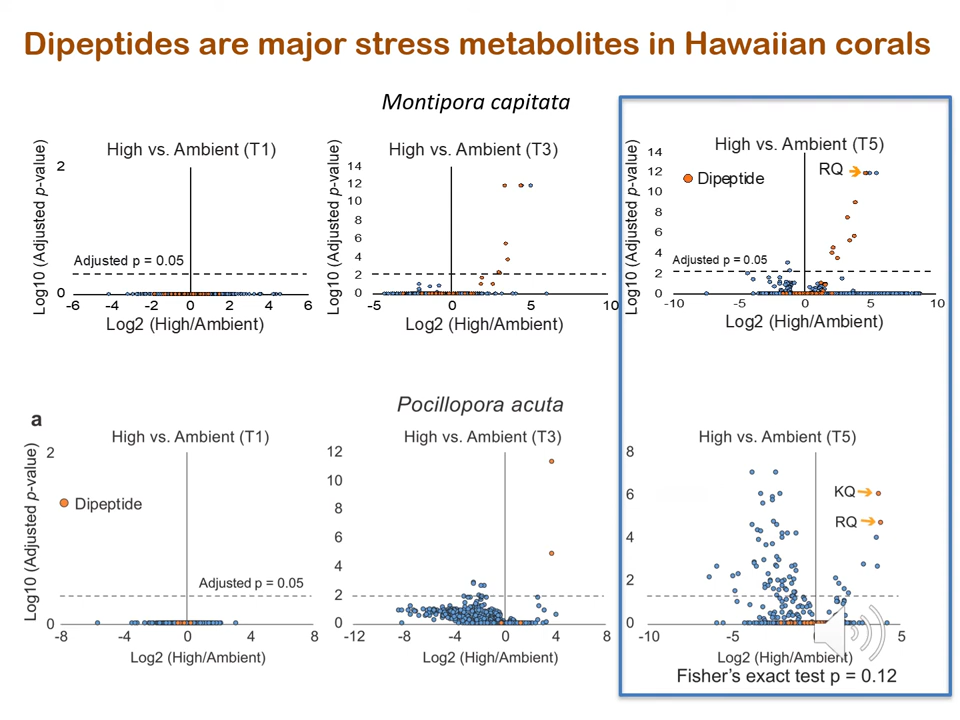 Dipeptides are major stress metabolites in Hawaiian corals
Montipora capitata
High vs. Ambient (T1)
Log10 (Adjusted p-value)
2
0
Adjusted p = 0.05
-6 -4 -2 0 2 4 6
Log2 (High/Ambient)
High vs. Ambient (T3)
Log10 (Adjusted p-value)
14
12
10
8
6
4
2
0
-5 0 5 10
Log2 (High/Ambient)
High vs. Ambient (T5)
Log10 (Adjusted p-value)
14
12
10
8
6
4
2
0
Dipeptide
RQ
Adjusted p = 0.05
-10 -5 0 5 10
Log2 (High/Ambient)
Pocillopora acuta
a
High vs. Ambient (T1)
Log10 (Adjusted p-value)
2
0
Dipeptide
Adjusted p = 0.05
-8 -4 0 4 8
Log2 (High/Ambient)
High vs. Ambient (T3)
12
10
8
6
4
2
0
-12 -8 -4 0 4 8
Log2 (High/Ambient)
High vs. Ambient (T5)
8
6
4
2
0
KQ
RQ
-10 -5 5
Log2 (High/Ambient)
Fisher's exact test p = 0.12